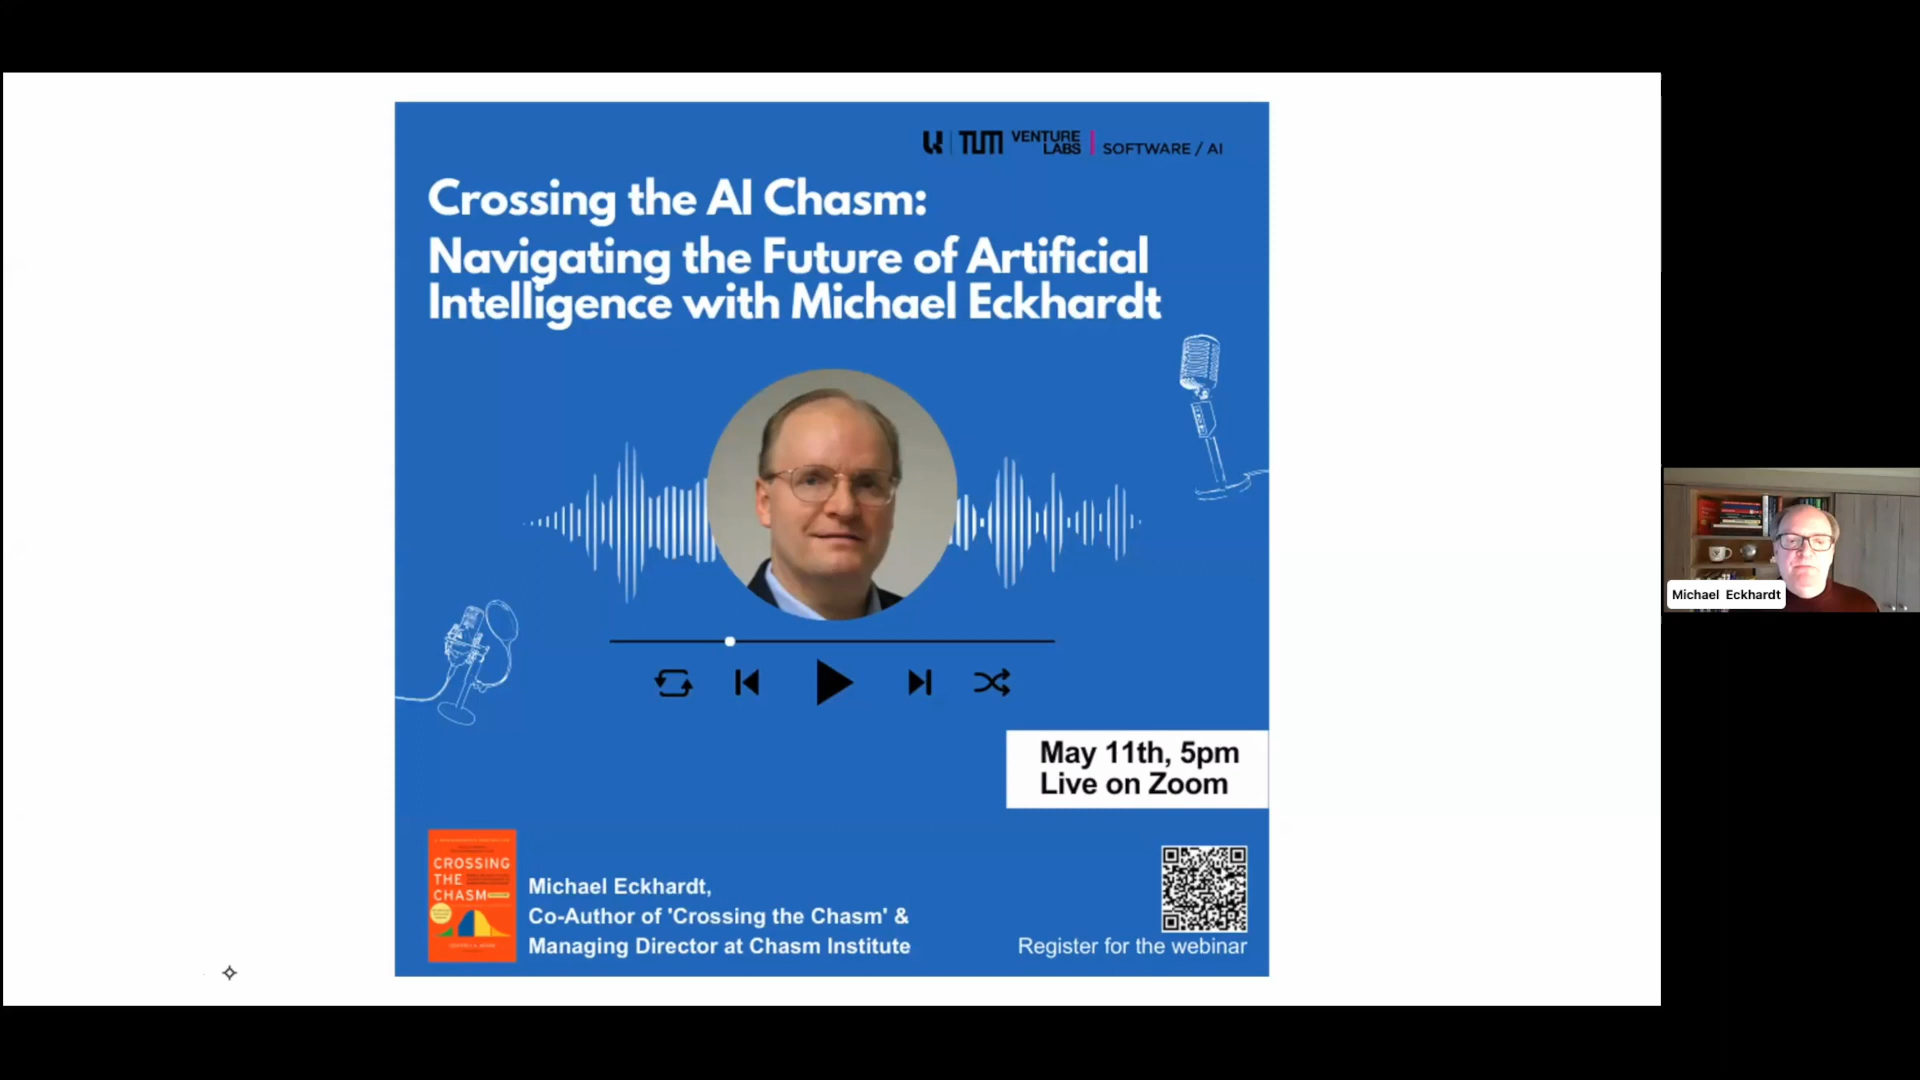 TUM VENTURE LABS SOFTWARE / AI
Crossing the AI Chasm:
Navigating the Future of Artificial
Intelligence with Michael Eckhardt
Michael Eckhardt
May 11th, 5pm
Live on Zoom
CROSSING
THE
CHASM
Michael Eckhardt,
Co-Author of 'Crossing the Chasm' &
Managing Director at Chasm Institute
Register for the webinar